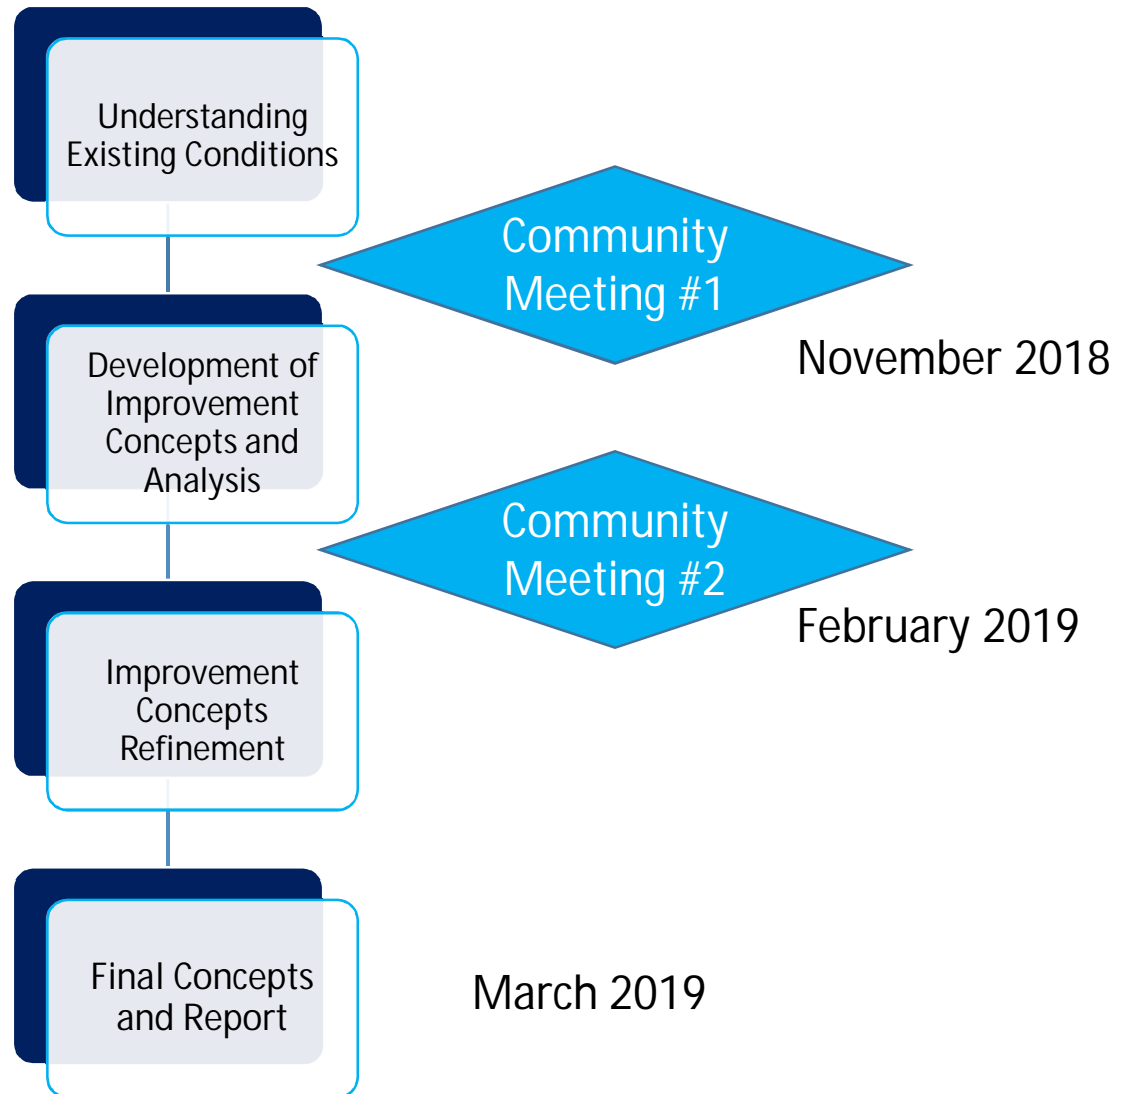 Understanding
Existing Conditions
Community
Meeting #1
November 2018
Development of
Improvement
Concepts and
Analysis
Community
Meeting #2
February 2019
Improvement
Concepts
Refinement
Final Concepts
and Report
March 2019